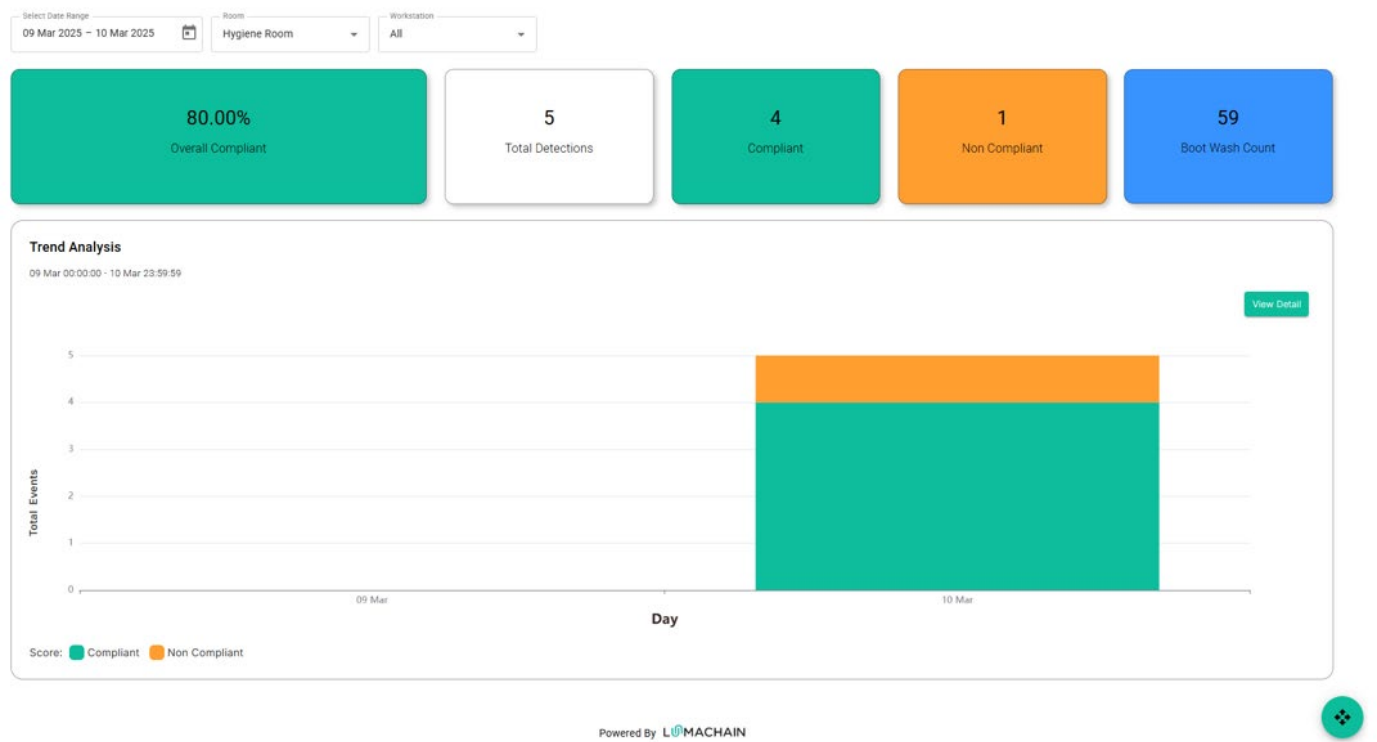 Select Date Range
09 Mar 2025 – 10 Mar 2025
Room
Hygiene Room
Workstation
All
80.00%
Overall Compliant
5
Total Detections
4
Compliant
1
Non Compliant
59
Boot Wash Count
Trend Analysis
09 Mar 00:00:00 - 10 Mar 23:59:59
View Detail
5
4
3
2
1
0
Total Events
09 Mar
10 Mar
Day
Score: Compliant Non Compliant
Powered By LUMACHAIN